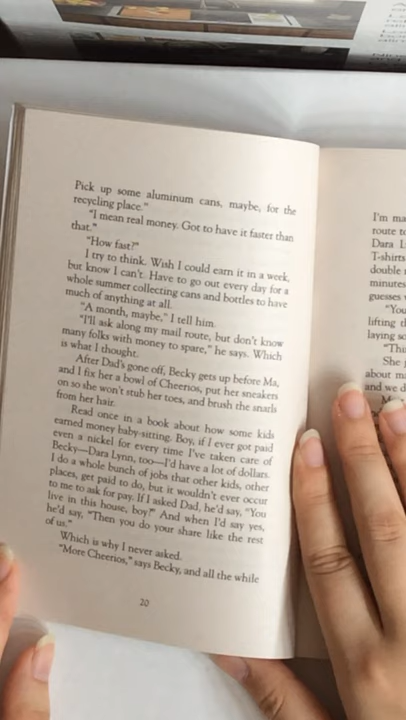 Pick up some aluminum cans, maybe, for the
recycling place."
"I mean real money. Got to have it faster than
that."
"How fast?"
I try to think. Wish I could earn it in a week,
but know I can't. Have to go out every day for a
whole summer collecting cans and bottles to have
much of anything at all.
"A month, maybe," I tell him.
"I'll ask along my mail route, but don't know
many folks with money to spare," he says. Which
is what I thought.
After Dad's gone off, Becky gets up before Ma,
and I fix her a bowl of Cheerios, put her sneakers
on so she won't stub her toes, and brush the snarls
from her hair.
Read once in a book about how some kids
earned money baby-sitting. Boy, if I ever got paid
even a nickel for every time I've taken care of
Becky—Dara Lynn, too—I'd have a lot of dollars.
I do a whole bunch of jobs that other kids, other
places, get paid to do, but it wouldn't ever occur
to me to ask for pay. If I asked Dad, he'd say, "You
live in this house, boy?" And when I'd say yes,
he'd say, "Then you do your share like the rest
of us."
Which is why I never asked.
"More Cheerios," says Becky, and all the while
20
I'm ma
route to
Dara L
T-shirts
double
minutes
guesses
"You
lifting th
laying sc
"Thi
She
about m
and we d